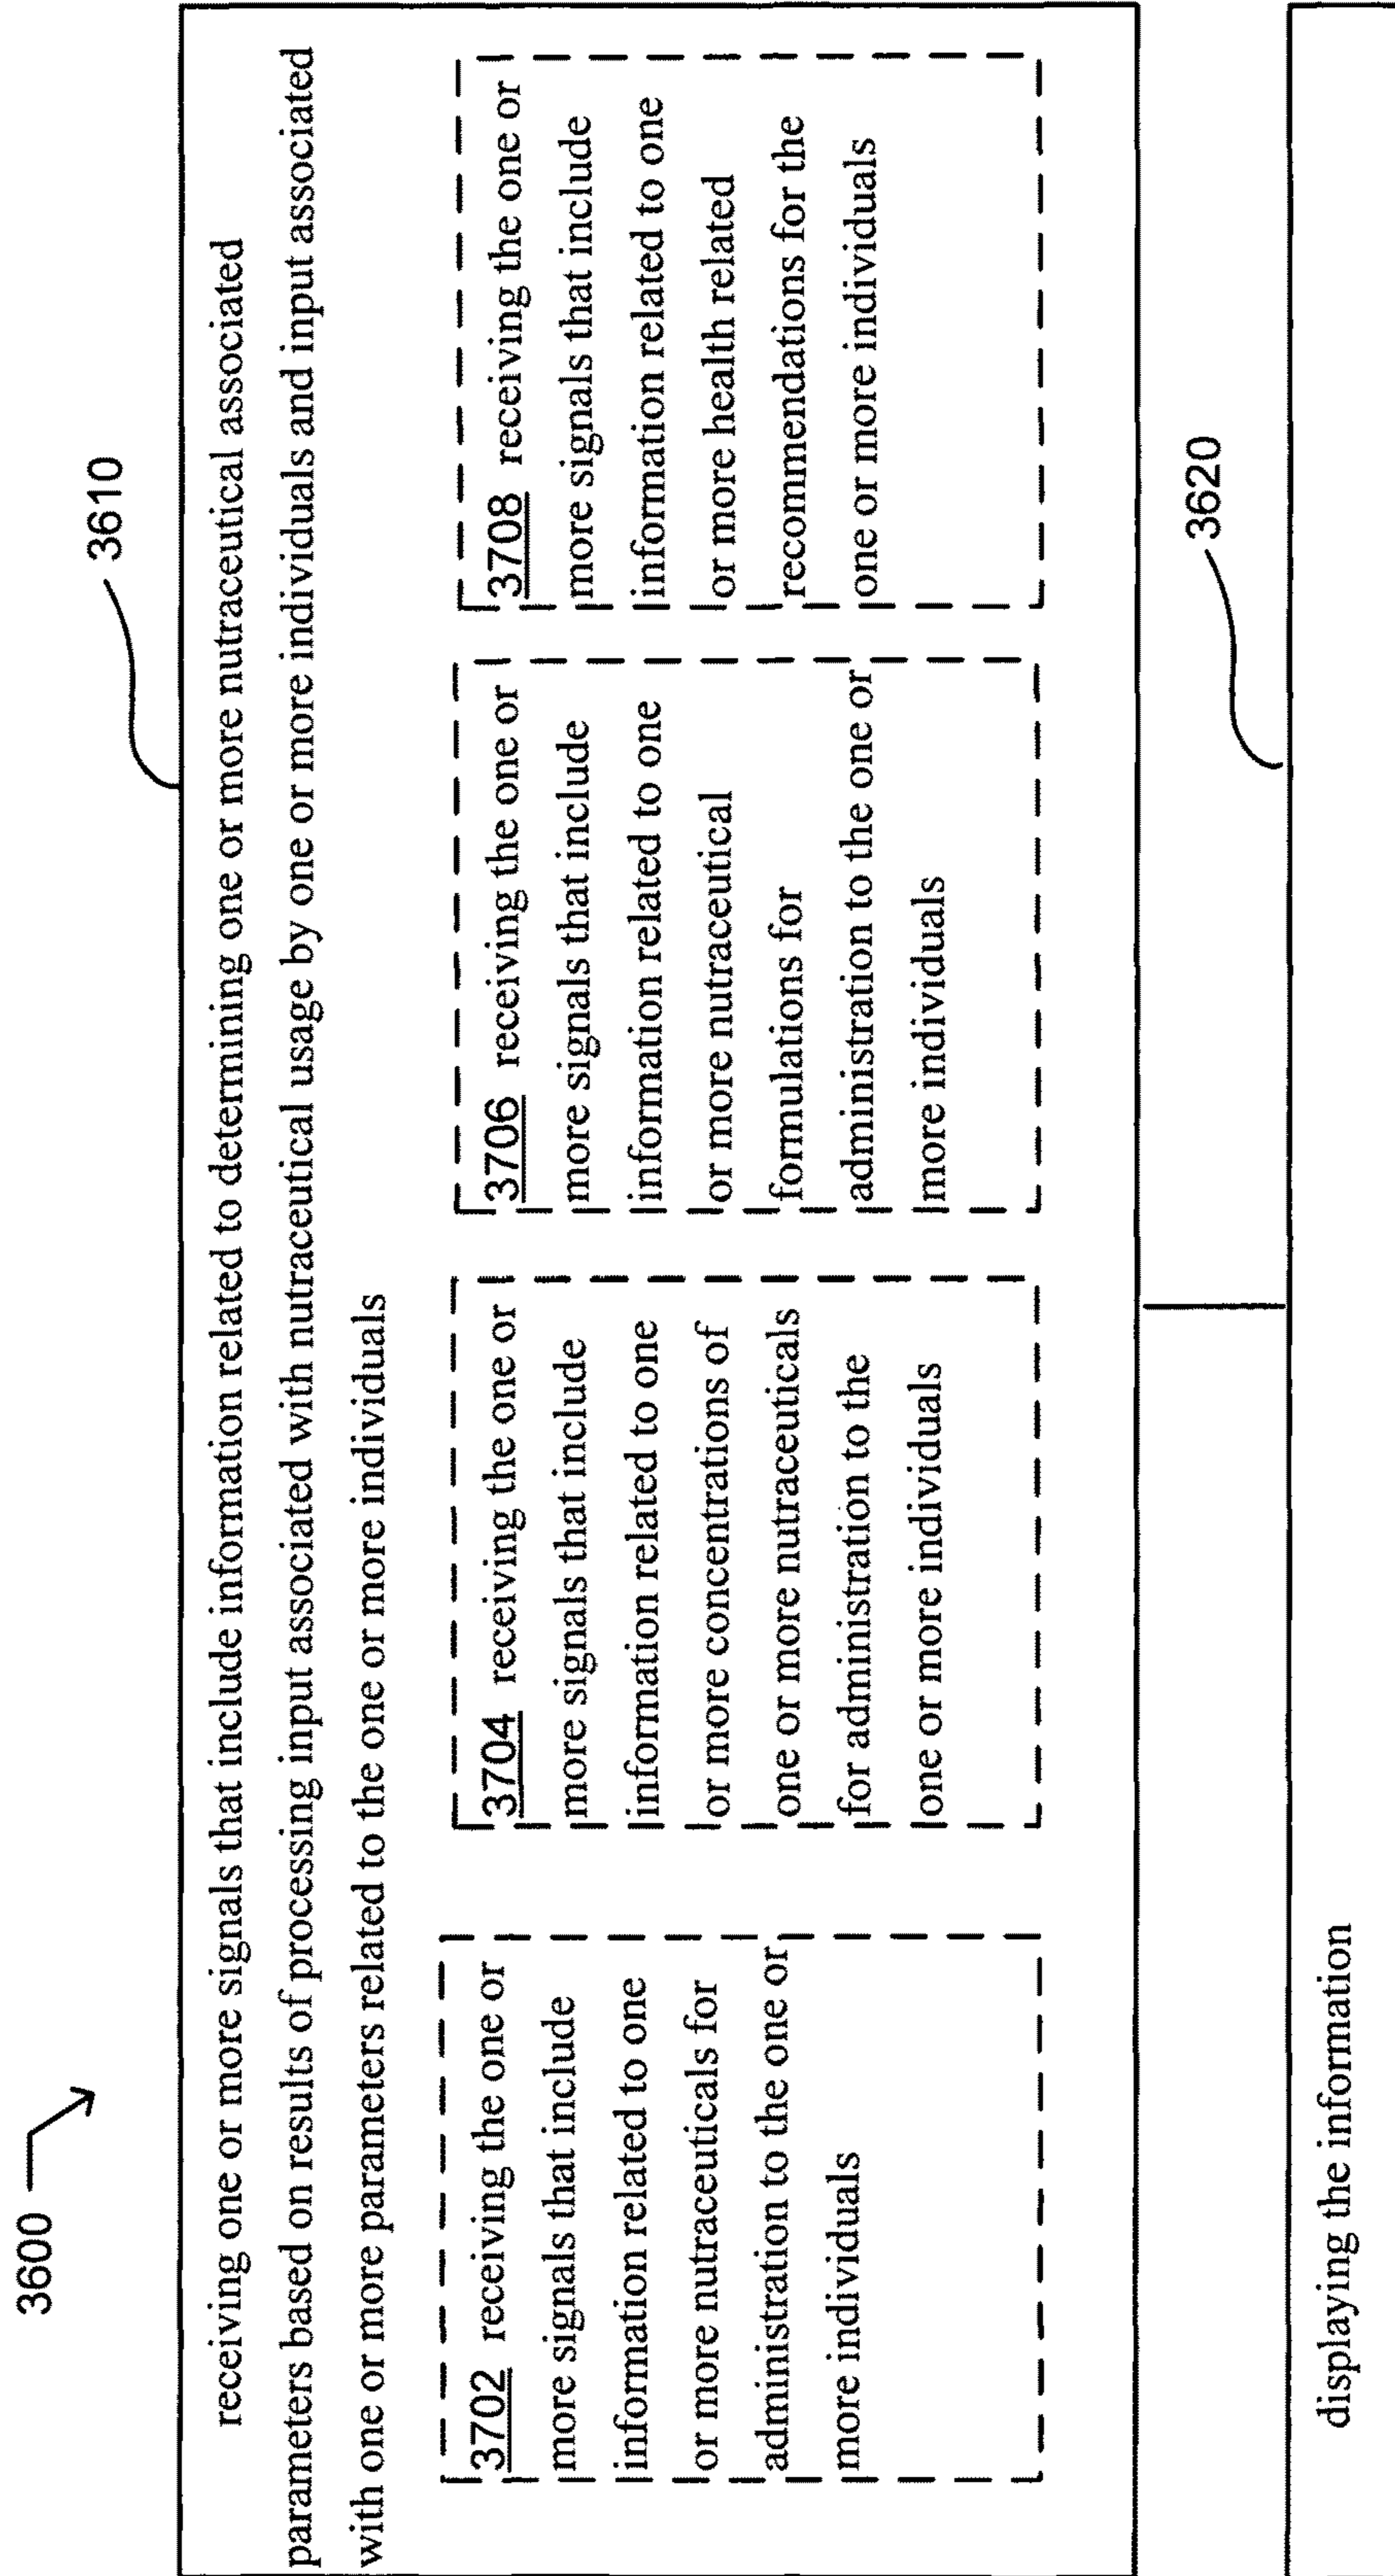 3600
3610
receiving one or more signals that include information related to determining one or more nutraceutical associated
parameters based on results of processing input associated with nutraceutical usage by one or more individuals and input associated
with one or more parameters related to the one or more individuals
3702 receiving the one or
more signals that include
information related to one
or more nutraceuticals for
administration to the one or
more individuals
3704 receiving the one or
more signals that include
information related to one
or more concentrations of
one or more nutraceuticals
for administration to the
one or more individuals
3706 receiving the one or
more signals that include
information related to one
or more nutraceutical
formulations for
administration to the one or
more individuals
3708 receiving the one or
more signals that include
information related to one
or more health related
recommendations for the
one or more individuals
3620
displaying the information